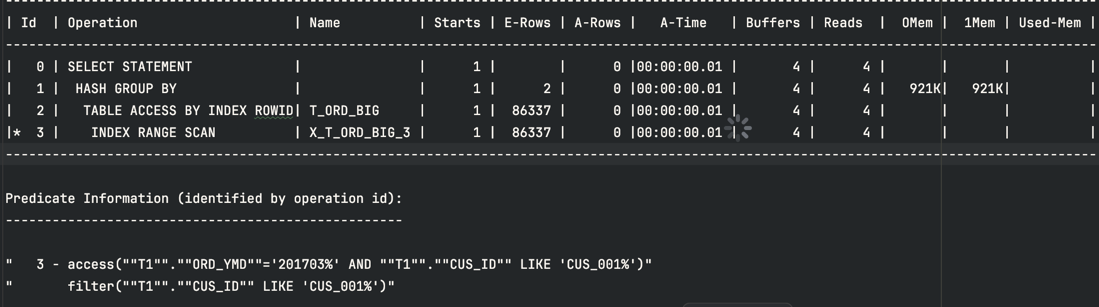 -----------------------------------------------------------------------------------------------------------------------------------
| Id  | Operation                    | Name          | Starts | E-Rows | A-Rows |   A-Time   | Buffers | Reads  |  OMem |  1Mem | Used-Mem |
-----------------------------------------------------------------------------------------------------------------------------------
|   0 | SELECT STATEMENT             |               |      1 |        |      0 |00:00:00.01 |       4 |      4 |       |       |          |
|   1 |  HASH GROUP BY               |               |      1 |      2 |      0 |00:00:00.01 |       4 |      4 |   921K|   921K|          |
|   2 |   TABLE ACCESS BY INDEX ROWID| T_ORD_BIG     |      1 |  86337 |      0 |00:00:00.01 |       4 |      4 |       |       |          |
|*  3 |    INDEX RANGE SCAN          | X_T_ORD_BIG_3 |      1 |  86337 |      0 |00:00:00.01 |       4 |      4 |       |       |          |
-----------------------------------------------------------------------------------------------------------------------------------
Predicate Information (identified by operation id):
---------------------------------------------------
"   3 - access(""T1"".""ORD_YMD""='201703%' AND ""T1"".""CUS_ID"" LIKE 'CUS_001%')"
"       filter(""T1"".""CUS_ID"" LIKE 'CUS_001%')"